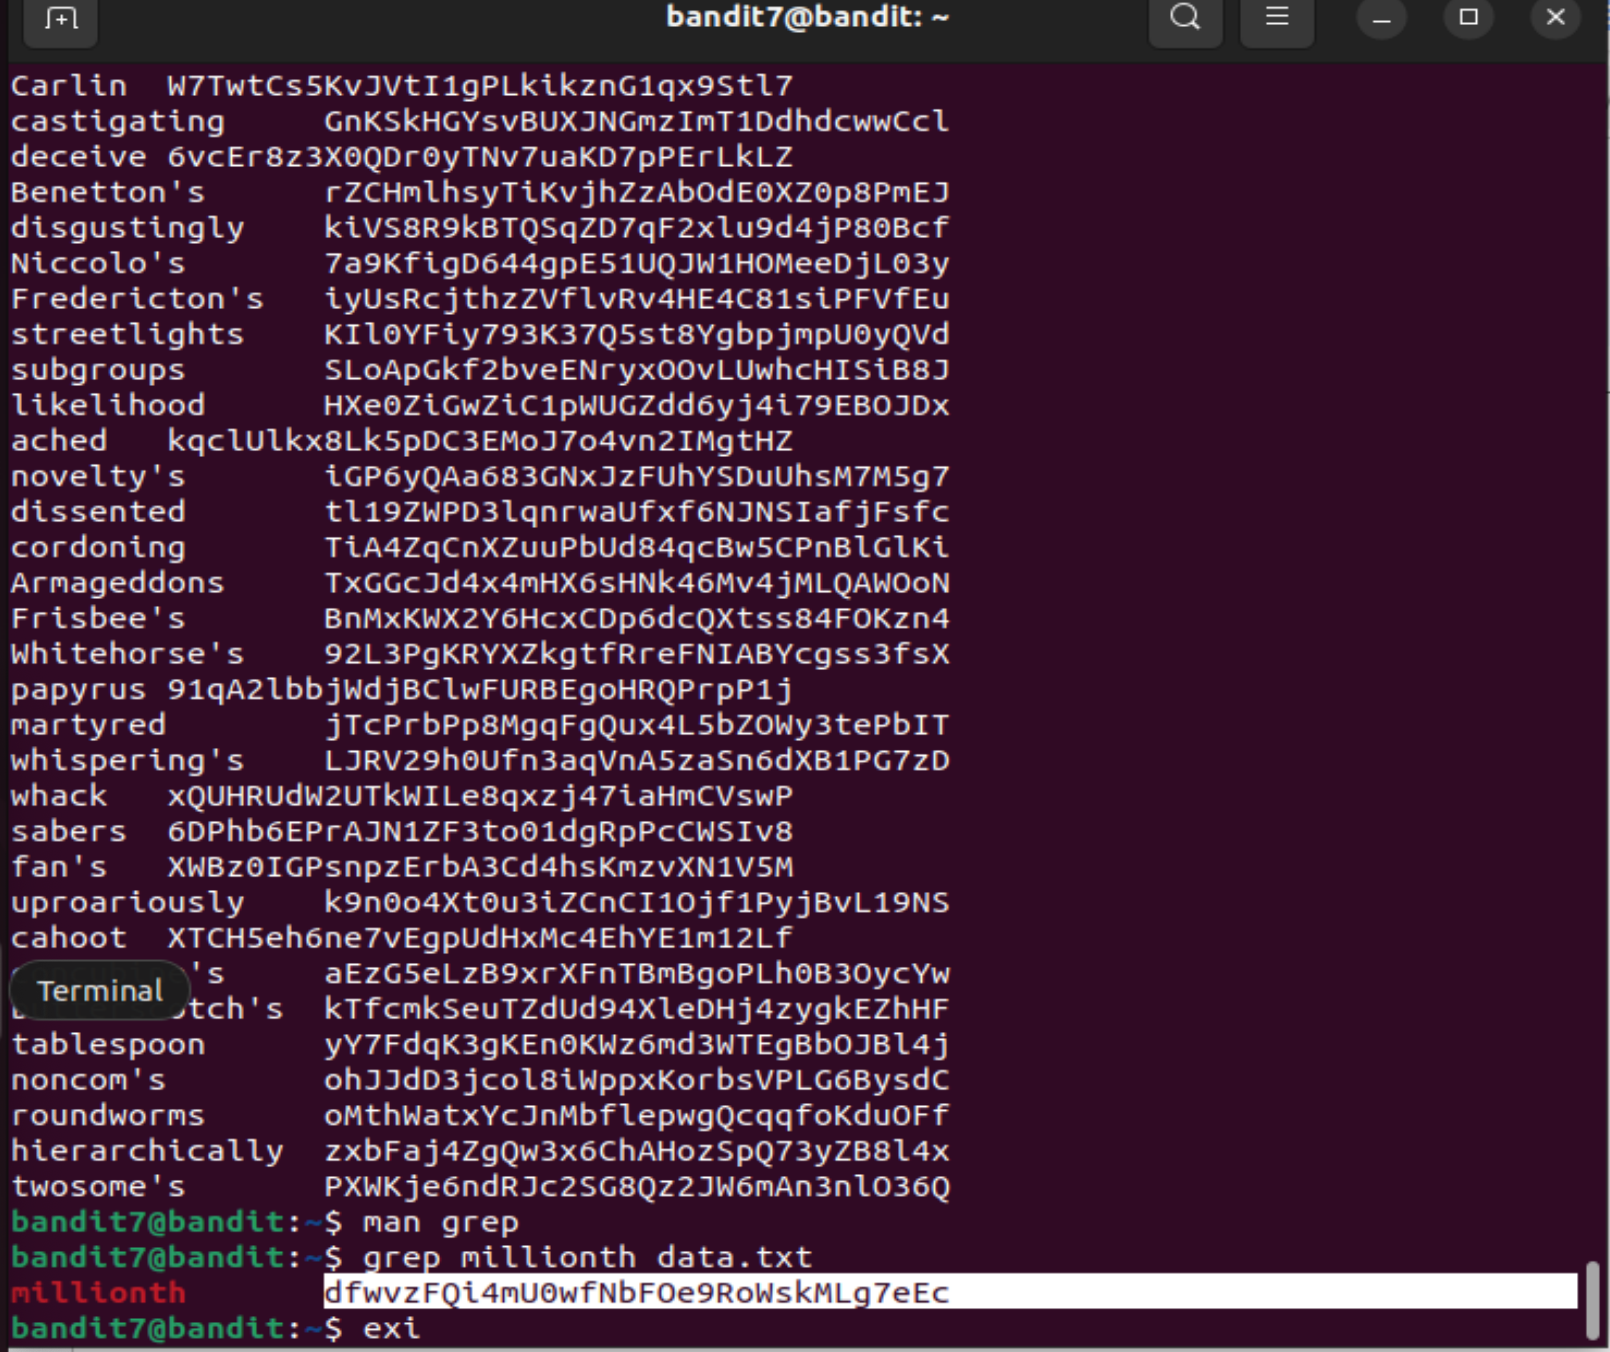 bandit7@bandit: ~
Carlin W7TwtCs5KvJVtI1gPLkikznG1qx9Stl7
castigating GnKSkHGYsvBUXJNGmzImT1DdhdcwwCcl
deceive 6vcEr8z3X0QDr0yTNv7uaKD7pPErLkLZ
Benetton's rZCHmlhsyTiKvjhZzAbOdE0XZ0p8PmEJ
disgustingly kiVS8R9kBTQSqZD7qF2xlu9d4jP80Bcf
Niccolo's 7a9KfigD644gpE51UQJW1HOMeeDjL03y
Fredericton's iyUsRcjthzZVflvRv4HE4C81siPFVfEu
streetlights KIl0YFiy793K37Q5st8YgbpjmpU0yQVd
subgroups SLoApGkf2bveENryxOOvLUwhcHISiB8J
likelihood HXe0ZiGwZiC1pWUGZdd6yj4i79EBOJDx
ached kqclUlkx8Lk5pDC3EMoJ7o4vn2IMgtHZ
novelty's iGP6yQAa683GNxJzFUhYSDuUhsM7M5g7
dissented tl19ZWPD3lqnrwaUfxf6NJNSIafjFsfc
cordoning TiA4ZqCnXZuuPbUd84qcBw5CPnBlGlKi
Armageddons TxGGcJd4x4mHX6sHNk46Mv4jMLQAWOoN
Frisbee's BnMxKWX2Y6HcxCDp6dcQXtss84FOKzn4
Whitehorse's 92L3PgKRYXZkgtfRreFNIABYcgss3fsX
papyrus 91qA2lbbjWdjBClwFURBEgoHRQPrpP1j
martyred jTcPrbPp8MgqFgQux4L5bZOWy3tePbIT
whispering's LJRV29h0Ufn3aqVnA5zaSn6dXB1PG7zD
whack xQUHRUdW2UTkWILe8qxzj47iaHmCVswP
sabers 6DPhb6EPrAJN1ZF3to01dgRpPcCWSIv8
fan's XWBz0IGPsnpzErbA3Cd4hsKmzvXN1V5M
uproariously k9n0o4Xt0u3iZCnCI1Ojf1PyjBvL19NS
cahoot XTCH5eh6ne7vEgpUdHxMc4EhYE1m12Lf
's aEzG5eLzB9xrXFnTBmBgoPLh0B3OycYw
Terminal
tch's kTfcmkSeuTZdUd94XleDHj4zygkEZhHF
tablespoon yY7FdqK3gKEn0KWz6md3WTEgBbOJBl4j
noncom's ohJJdD3jcol8iWppxKorbsVPLG6BysdC
roundworms oMthWatxYcJnMbflepwgQcqqfoKduOFf
hierarchically zxbFaj4ZgQw3x6ChAHozSpQ73yZB8l4x
twosome's PXWKje6ndRJc2SG8Qz2JW6mAn3nlO36Q
bandit7@bandit:~$ man grep
bandit7@bandit:~$ grep millionth data.txt
millionth dfwvzFQi4mU0wfNbFOe9RoWskMLg7eEc
bandit7@bandit:~$ exi